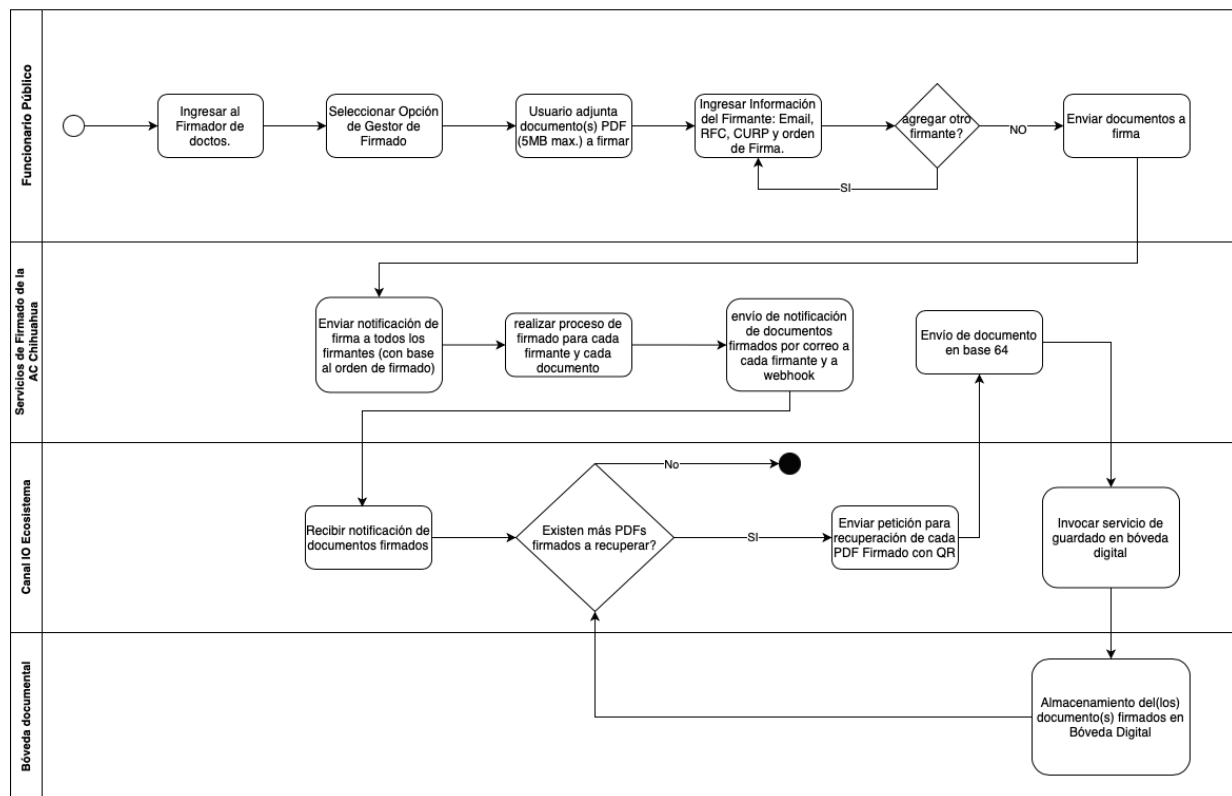 Funcionario Público
Ingresar al
Firmador de
doctos.
Seleccionar Opción
de Gestor de
Firmado
Usuario adjunta
documento(s) PDF
(5MB max.) a firmar
Ingresar Información
del Firmante: Email,
RFC, CURP y orden
de Firma.
agregar otro
firmante?
NO
SI
Enviar documentos a
firma
Servicios de Firmado de la
AC Chihuahua
Enviar notificación de
firma a todos los
firmantes (con base
al orden de firmado)
realizar proceso de
firmado para cada
firmante y cada
documento
envío de notificación
de documentos
firmados por correo a
cada firmante y a
webhook
Envío de documento
en base 64
Canal IO Ecosistema
Recibir notificación de
documentos firmados
Existen más PDFs
firmados a recuperar?
No
SI
Enviar petición para
recuperación de cada
PDF Firmado con QR
Invocar servicio de
guardado en bóveda
digital
Bóveda documental
Almacenamiento del(los)
documento(s) firmados en
Bóveda Digital